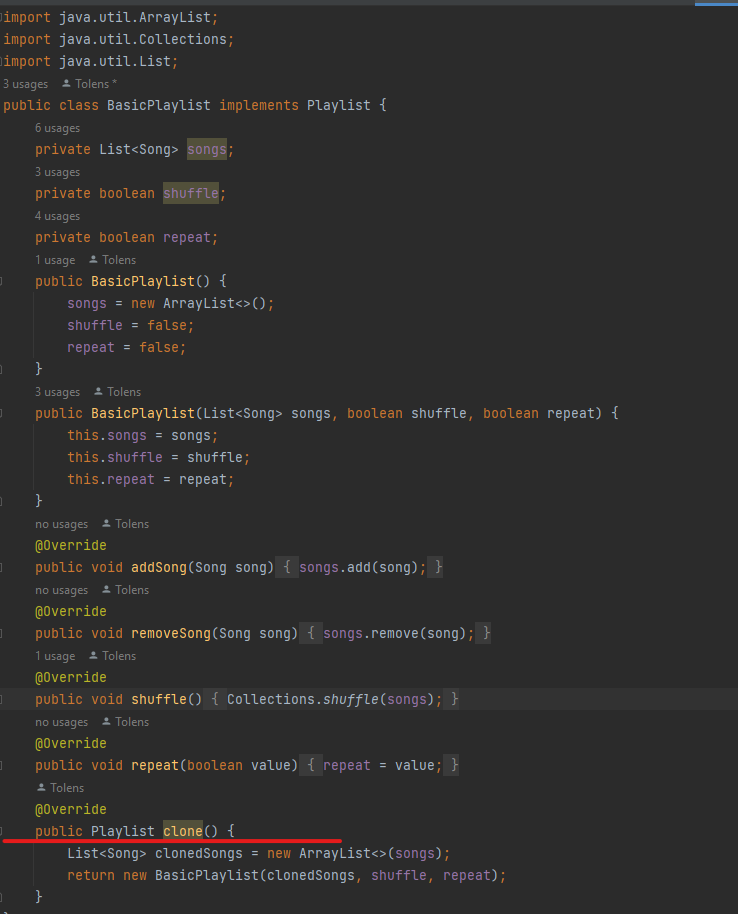 import java.util.ArrayList;
import java.util.Collections;
import java.util.List;
3 usages Tolens *
public class BasicPlaylist implements Playlist {
6 usages
private List<Song> songs;
3 usages
private boolean shuffle;
4 usages
private boolean repeat;
1 usage Tolens
public BasicPlaylist() {
songs = new ArrayList<>();
shuffle = false;
repeat = false;
}
3 usages Tolens
public BasicPlaylist(List<Song> songs, boolean shuffle, boolean repeat) {
this.songs = songs;
this.shuffle = shuffle;
this.repeat = repeat;
}
no usages Tolens
@Override
public void addSong(Song song) { songs.add(song); }
no usages Tolens
@Override
public void removeSong(Song song) { songs.remove(song); }
1 usage Tolens
@Override
public void shuffle() { Collections.shuffle(songs); }
no usages Tolens
@Override
public void repeat(boolean value) { repeat = value; }
Tolens
@Override
public Playlist clone() {
List<Song> clonedSongs = new ArrayList<>(songs);
return new BasicPlaylist(clonedSongs, shuffle, repeat);
}